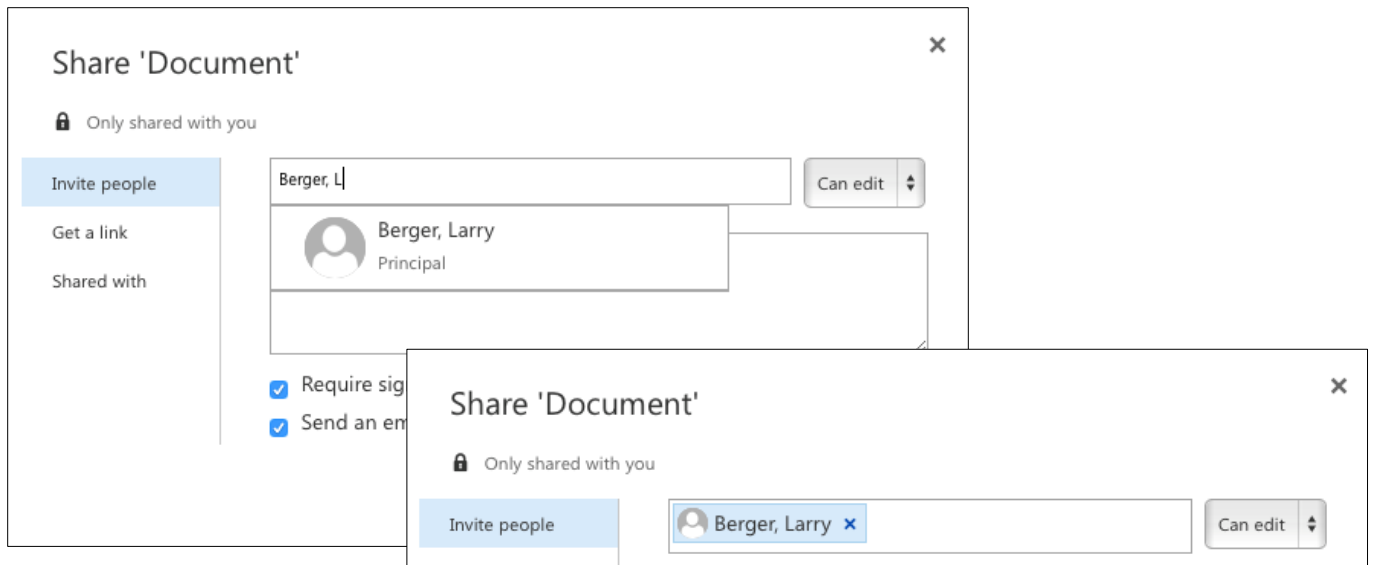 Share 'Document'
Only shared with you
Invite people
Berger, L
Can edit
Get a link
Berger, Larry
Principal
Shared with
Require sig
Send an em
Share 'Document'
Only shared with you
Invite people
Berger, Larry
Can edit